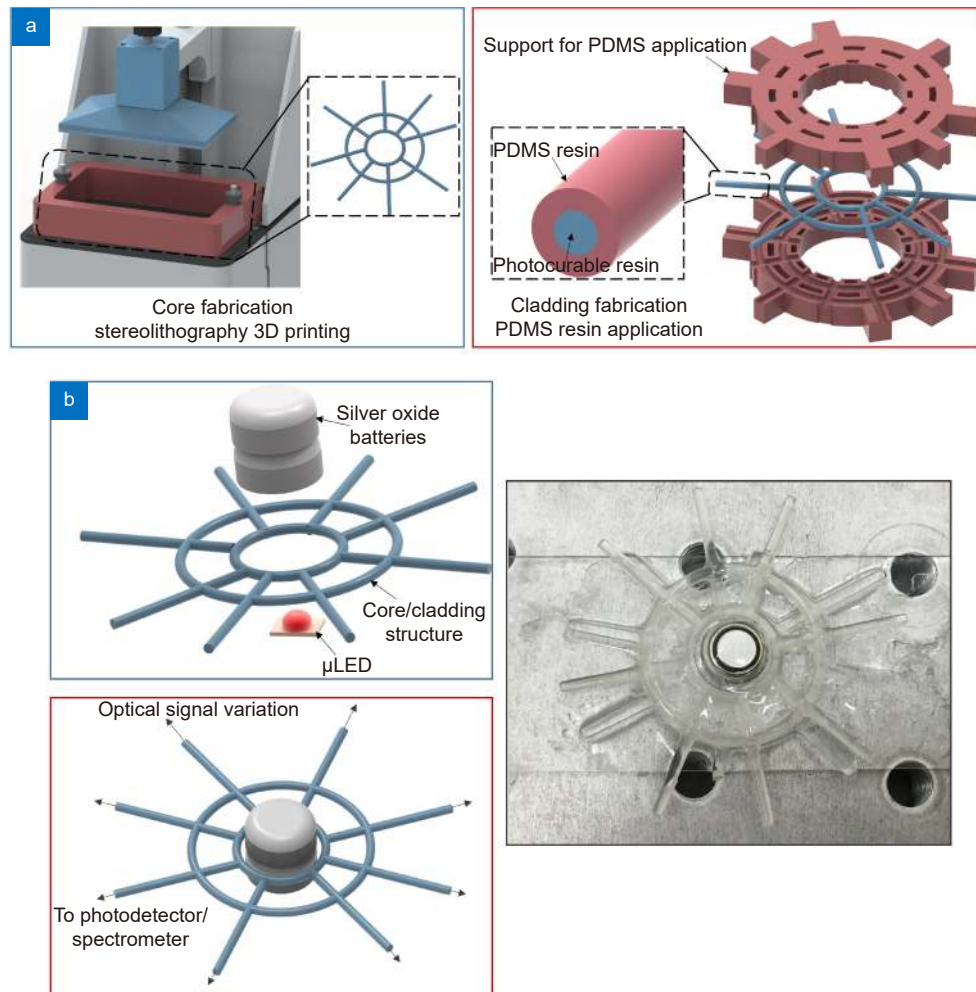 a
Core fabrication
stereolithography 3D printing
Support for PDMS application
PDMS resin
Photocurable resin
Cladding fabrication
PDMS resin application
b
Silver oxide
batteries
Core/cladding
structure
μLED
Optical signal variation
To photodetector/
spectrometer